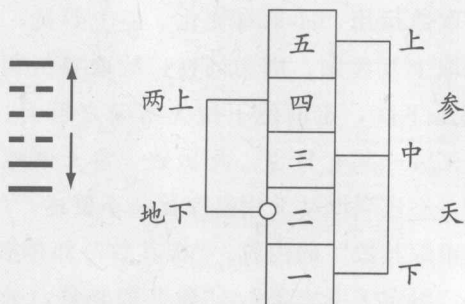 五 上
两上 四 参
三 中
地下 二 天
一 下